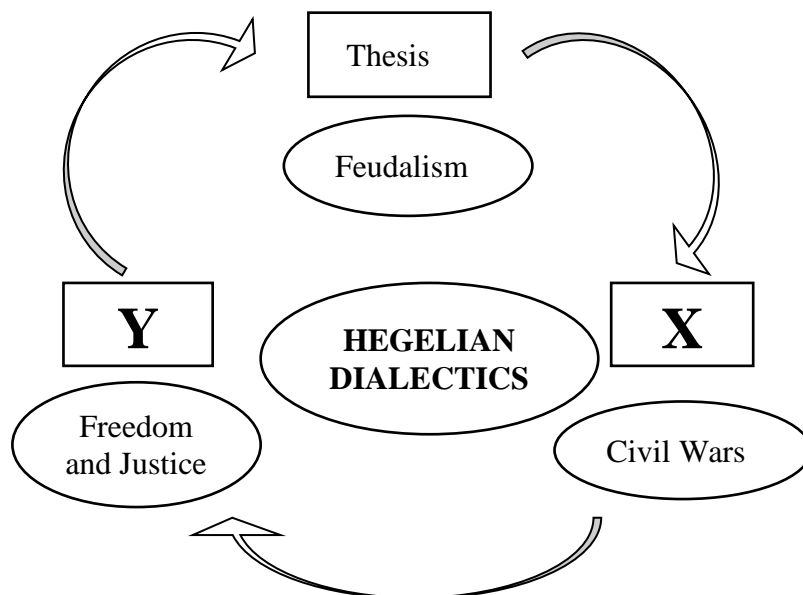 Thesis
Feudalism
Y
HEGELIAN
DIALECTICS
X
Freedom
and Justice
Civil Wars